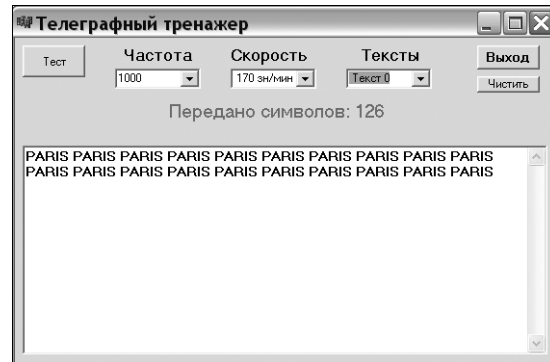 Телеграфный тренажер
Тест Частота Скорость Тексты Выход
1000 170 зн/мин Текст 0 Чистить
Передано символов: 126
PARIS PARIS PARIS PARIS PARIS PARIS PARIS PARIS PARIS PARIS
PARIS PARIS PARIS PARIS PARIS PARIS PARIS PARIS PARIS PARIS